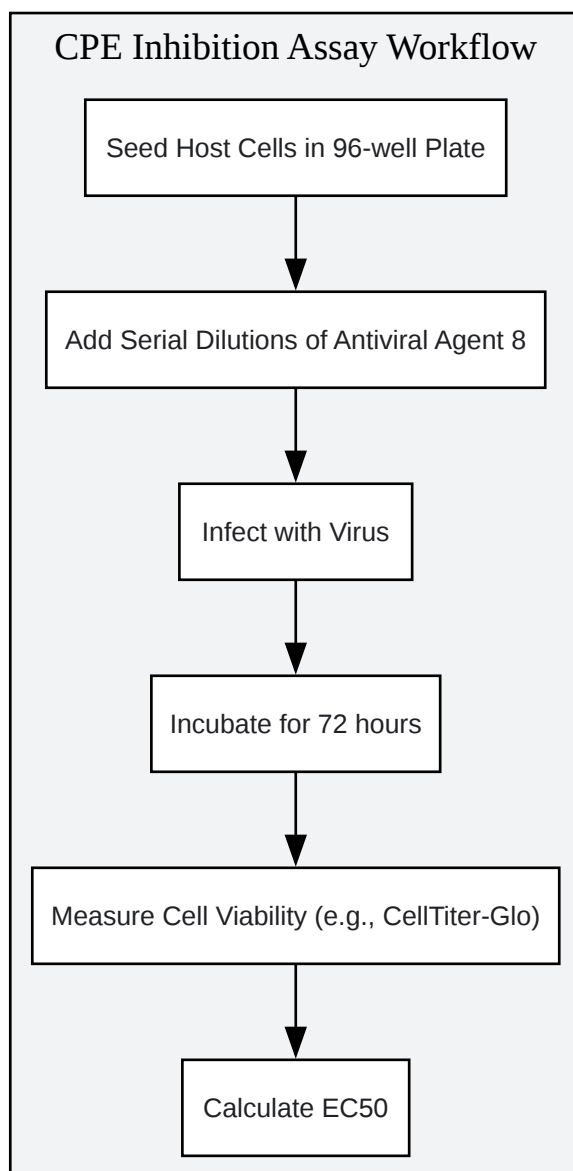 CPE Inhibition Assay Workflow
Seed Host Cells in 96-well Plate
Add Serial Dilutions of Antiviral Agent 8
Infect with Virus
Incubate for 72 hours
Measure Cell Viability (e.g., CellTiter-Glo)
Calculate EC50